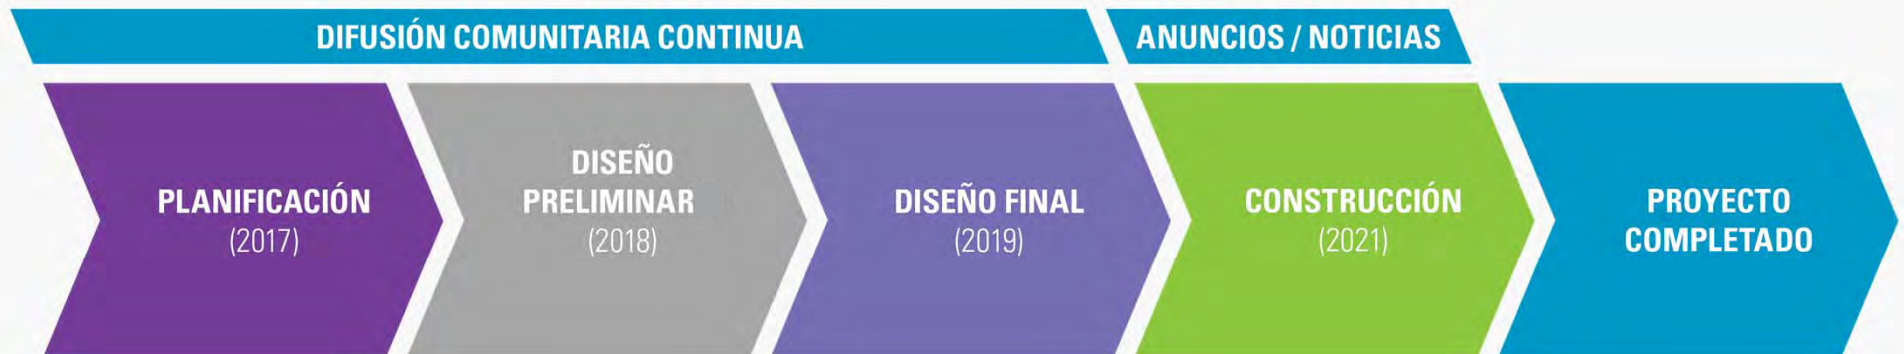 DIFUSIÓN COMUNITARIA CONTINUA
ANUNCIOS / NOTICIAS
PLANIFICACIÓN
(2017)
DISEÑO
PRELIMINAR
(2018)
DISEÑO FINAL
(2019)
CONSTRUCCIÓN
(2021)
PROYECTO
COMPLETADO